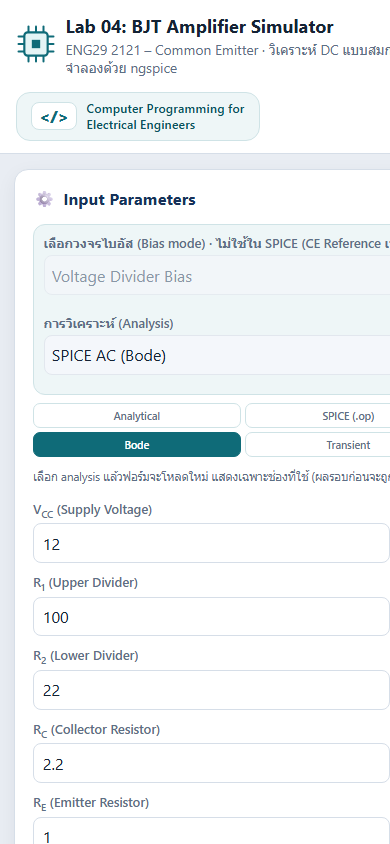 Lab 04: BJT Amplifier Simulator
ENG29 2121 – Common Emitter · วิเคราะห์ DC แบบสม
จำลองด้วย ngspice
</>
Computer Programming for
Electrical Engineers
Input Parameters
เลือกวงจรไบอัส (Bias mode) · ไม่ใช้ใน SPICE (CE Reference
Voltage Divider Bias
การวิเคราะห์ (Analysis)
SPICE AC (Bode)
Analytical
SPICE (.op)
Bode
Transient
เลือก analysis แล้วฟอร์มจะโหลดใหม่ แสดงเฉพาะช่องที่ใช้ (ผลรอบก่อนจะถู
VCC (Supply Voltage)
12
R1 (Upper Divider)
100
R2 (Lower Divider)
22
RC (Collector Resistor)
2.2
RE (Emitter Resistor)
1